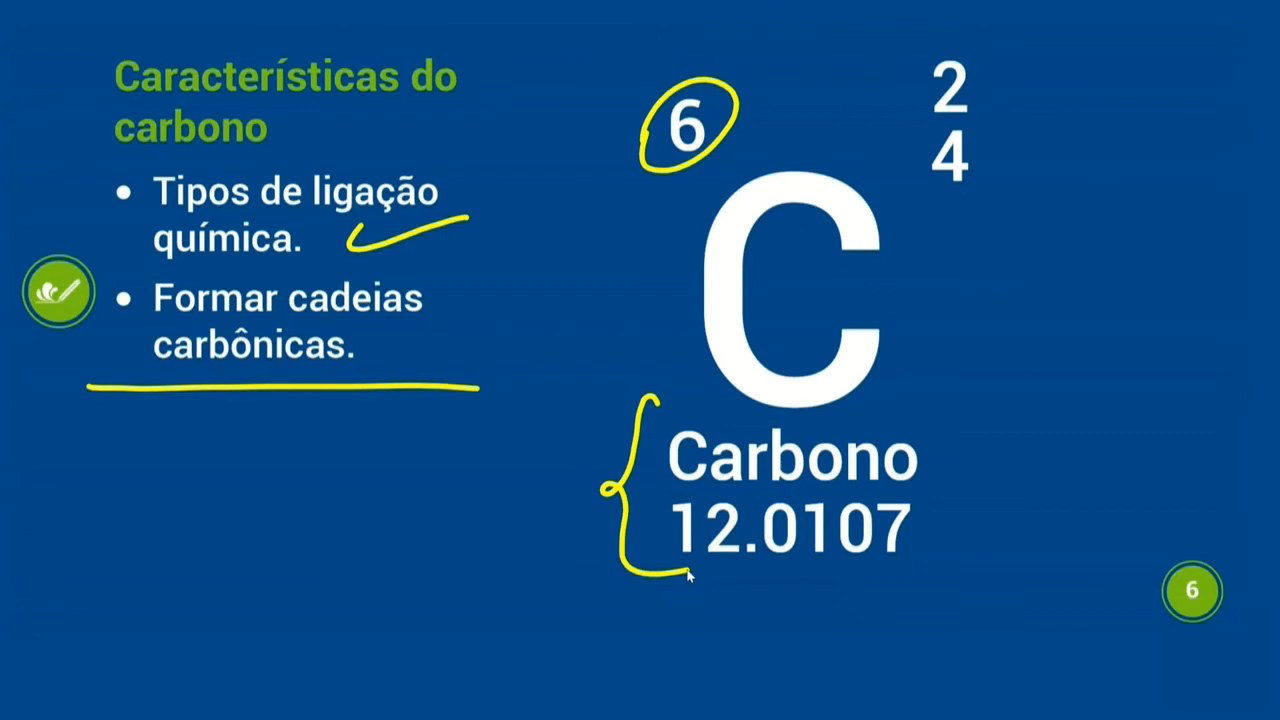 Características do
carbono
• Tipos de ligação
química.
• Formar cadeias
carbônicas.
6
2
4
C
Carbono
12.0107
6